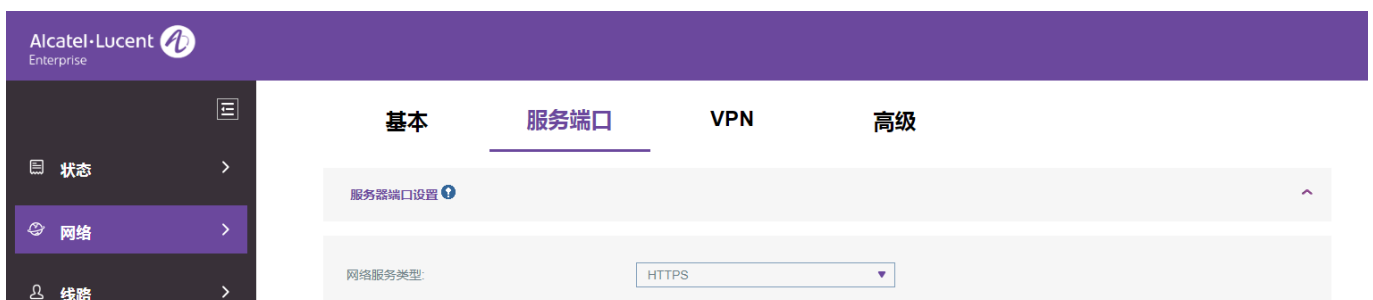 Alcatel·Lucent
Enterprise
基本 服务端口 VPN 高级
状态
服务器端口设置
网络
网络服务类型: HTTPS
线路